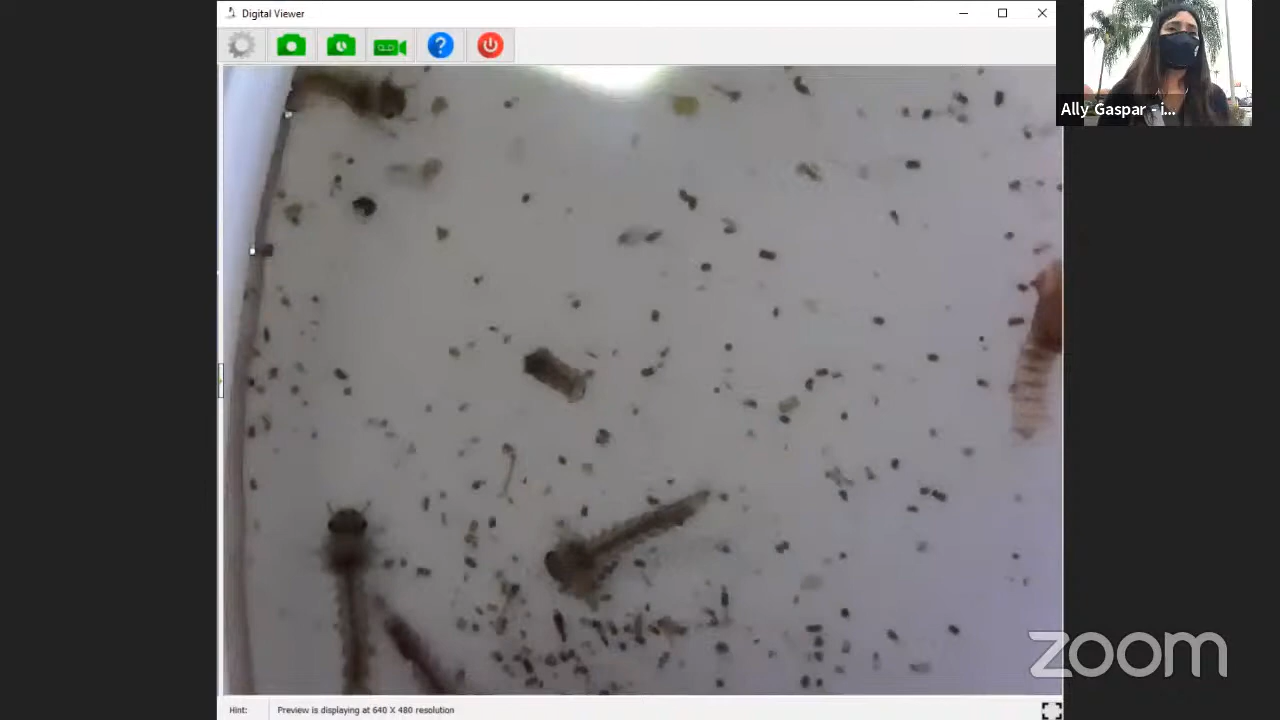 Digital Viewer
Ally Gaspar - i...
zoom
Hint: Preview is displaying at 640 X 480 resolution